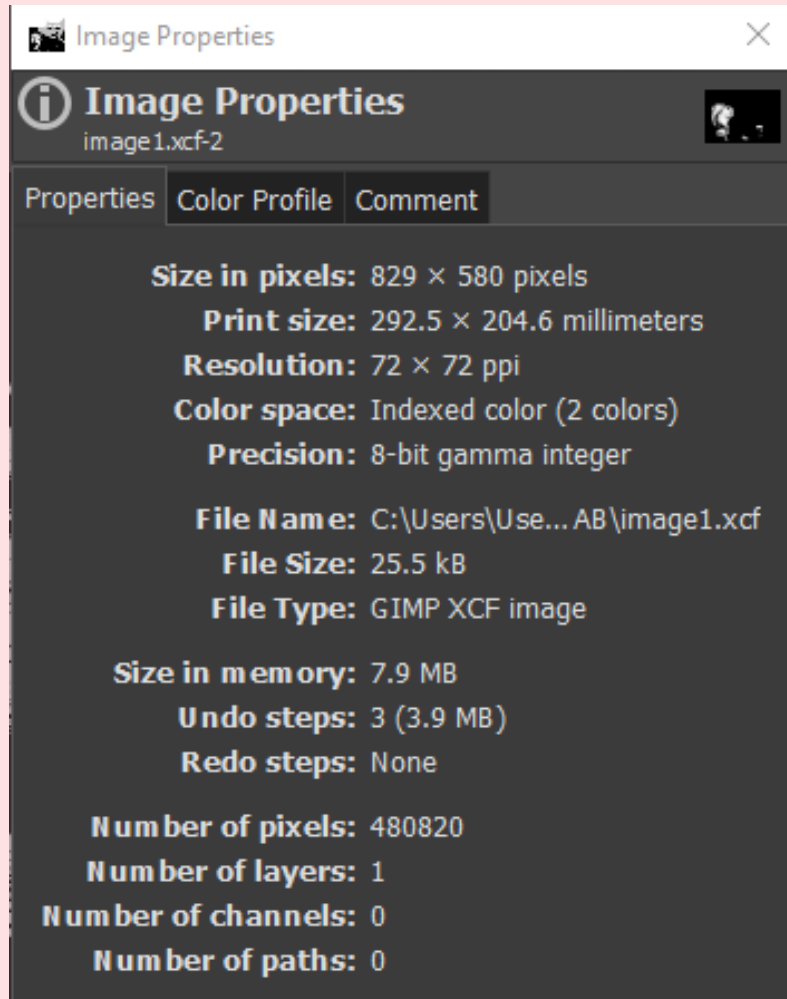 Image Properties
Image Properties
image1.xcf-2
Properties Color Profile Comment
Size in pixels: 829 × 580 pixels
Print size: 292.5 × 204.6 millimeters
Resolution: 72 × 72 ppi
Color space: Indexed color (2 colors)
Precision: 8-bit gamma integer
File Name: C:\Users\Use...AB\image1.xcf
File Size: 25.5 kB
File Type: GIMP XCF image
Size in memory: 7.9 MB
Undo steps: 3 (3.9 MB)
Redo steps: None
Number of pixels: 480820
Number of layers: 1
Number of channels: 0
Number of paths: 0